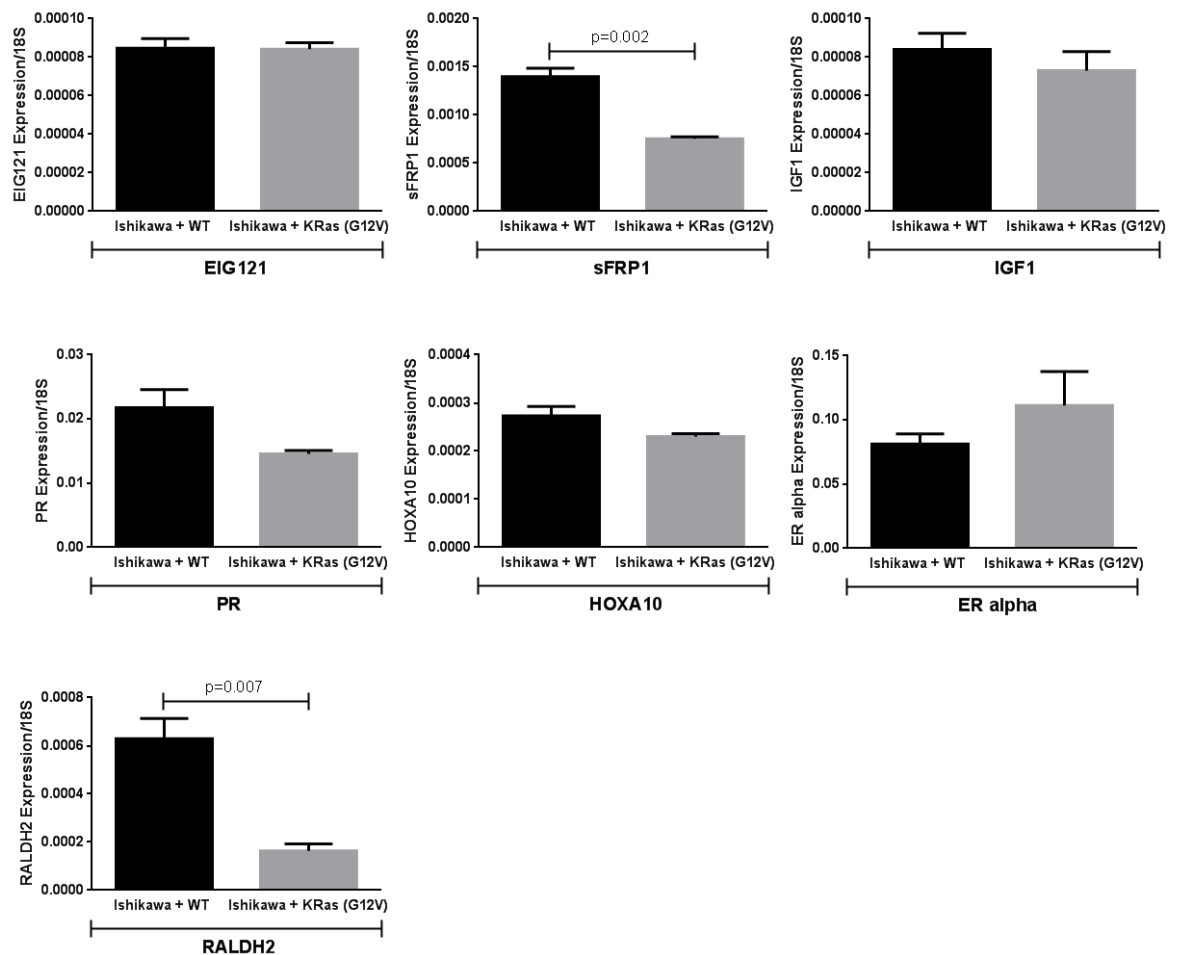 EIG121 Expression/18S
0.00010
0.00008
0.00006
0.00004
0.00002
0.00000
Ishikawa + WT Ishikawa + KRas (G12V)
EIG121
sFRP1 Expression/18S
0.0020
0.0015
0.0010
0.0005
0.0000
p=0.002
Ishikawa + WT Ishikawa + KRas (G12V)
sFRP1
IGF1 Expression/18S
0.00010
0.00008
0.00006
0.00004
0.00002
0.00000
Ishikawa + WT Ishikawa + KRas (G12V)
IGF1
PR Expression/18S
0.03
0.02
0.01
0.00
Ishikawa + WT Ishikawa + KRas (G12V)
PR
HOXA10 Expression/18S
0.0004
0.0003
0.0002
0.0001
0.0000
Ishikawa + WT Ishikawa + KRas (G12V)
HOXA10
ER alpha Expression/18S
0.15
0.10
0.05
0.00
Ishikawa + WT Ishikawa + KRas (G12V)
ER alpha
RALDH2 Expression/18S
0.0008
0.0006
0.0004
0.0002
0.0000
p=0.007
Ishikawa + WT Ishikawa + KRas (G12V)
RALDH2